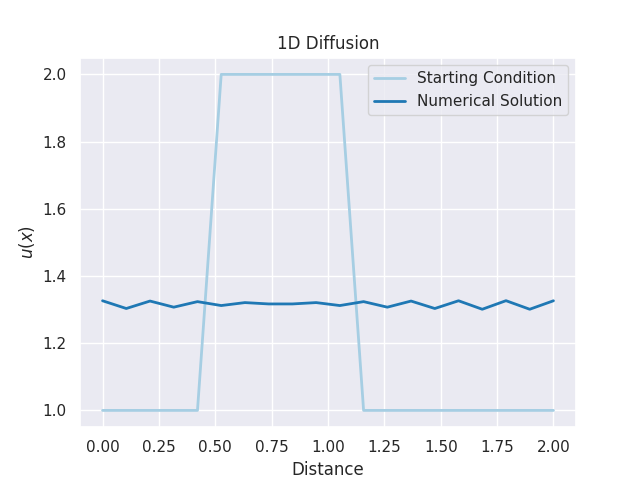 1D Diffusion
Starting Condition
Numerical Solution
2.0
1.8
1.6
1.4
1.2
1.0
u(x)
0.00 0.25 0.50 0.75 1.00 1.25 1.50 1.75 2.00
Distance